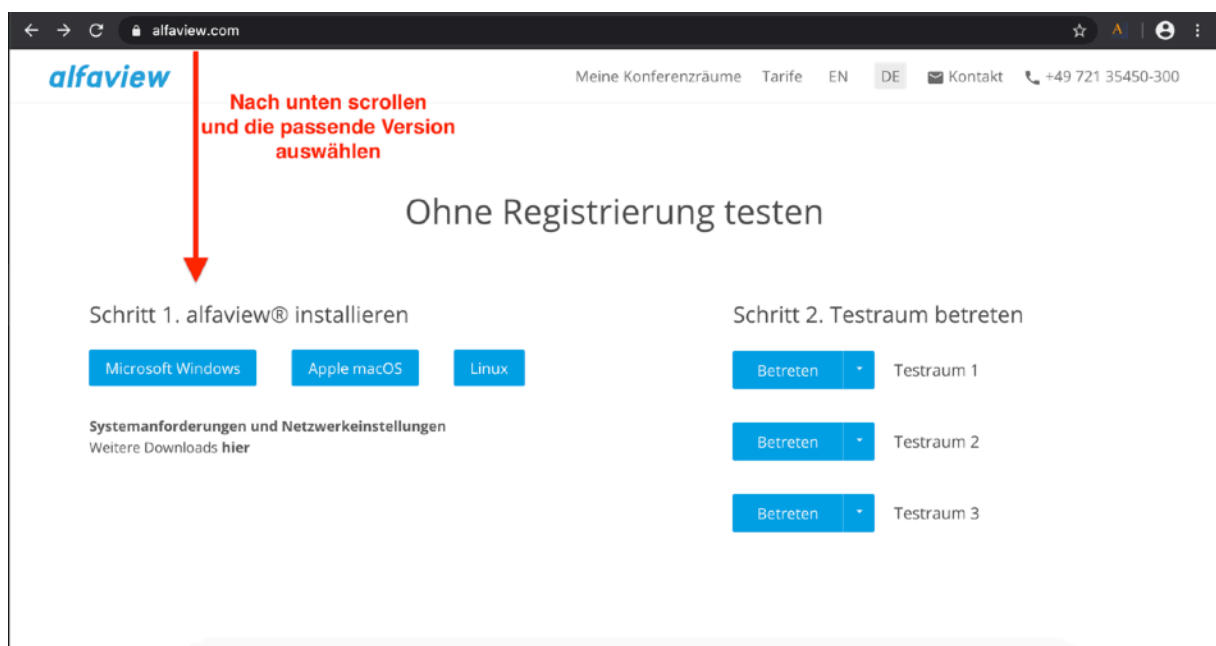 alfaview.com
alfaview
Meine Konferenzräume Tarife EN DE Kontakt +49 721 35450-300
Nach unten scrollen
und die passende Version
auswählen
Ohne Registrierung testen
Schritt 1. alfaview® installieren
Microsoft Windows Apple macOS Linux
Systemanforderungen und Netzwerkeinstellungen
Weitere Downloads hier
Schritt 2. Testraum betreten
Betreten Testraum 1
Betreten Testraum 2
Betreten Testraum 3